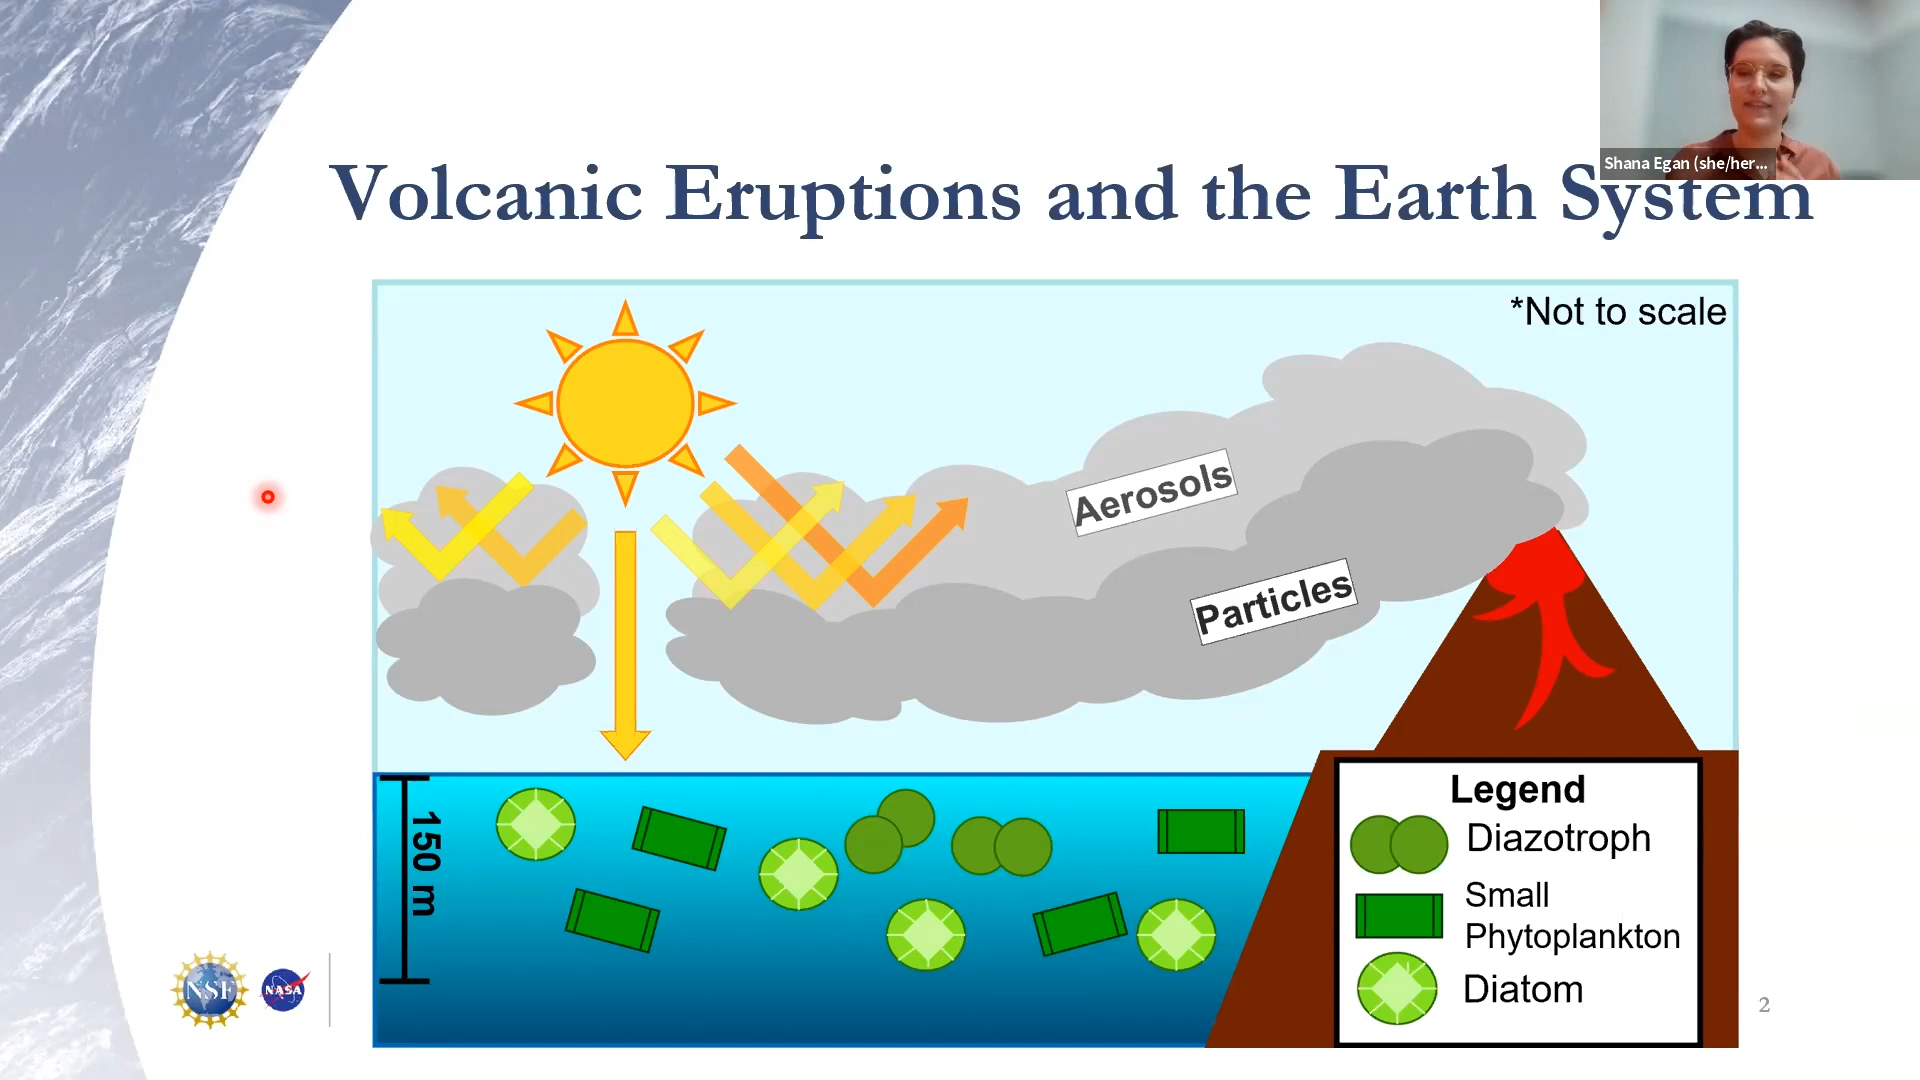 Shana Egan (she/her...
Volcanic Eruptions and the Earth System
*Not to scale
Aerosols
Particles
150 m
Legend
Diazotroph
Small
Phytoplankton
Diatom
NSF
NASA
2